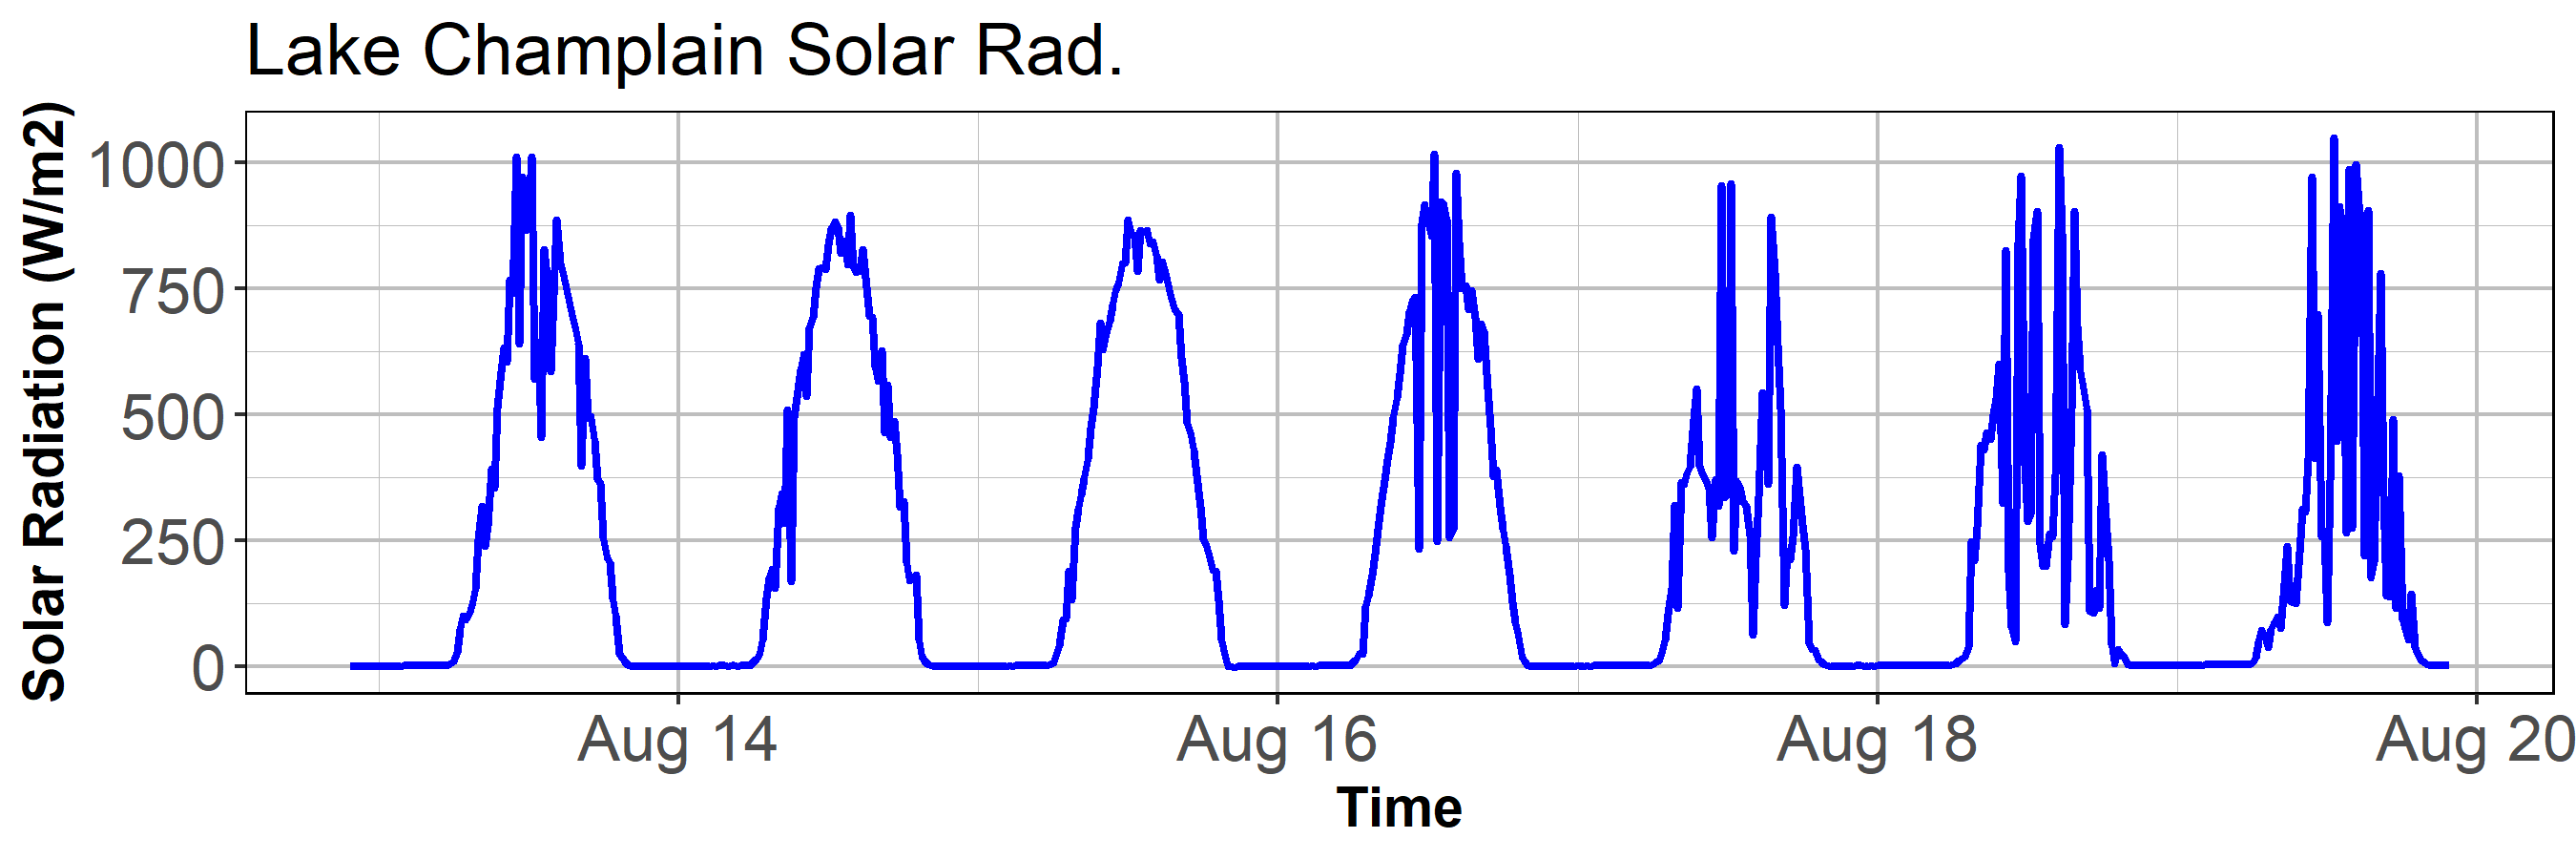 Lake Champlain Solar Rad.
Solar Radiation (W/m2)
1000
750
500
250
0
Aug 14 Aug 16 Aug 18 Aug 20
Time